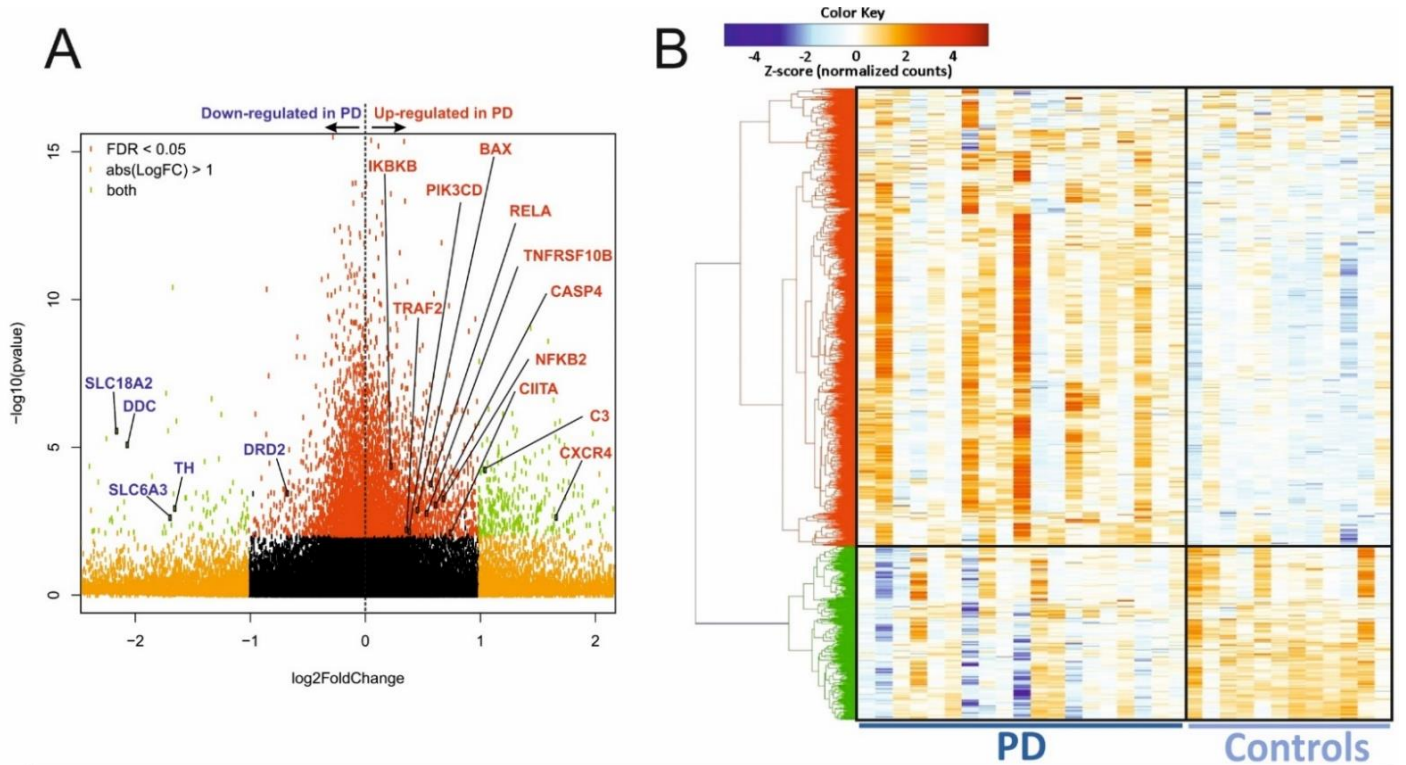 A
Down-regulated in PD
Up-regulated in PD
FDR < 0.05
abs(LogFC) > 1
both
IKBKB
BAX
PIK3CD
RELA
TNFRSF10B
CASP4
TRAF2
NFKB2
CIITA
C3
CXCR4
SLC18A2
DDC
DRD2
TH
SLC6A3
15
10
5
0
−log10(pvalue)
−2
−1
0
1
2
log2FoldChange
B
Color Key
-4
-2
0
2
4
Z-score (normalized counts)
PD
Controls